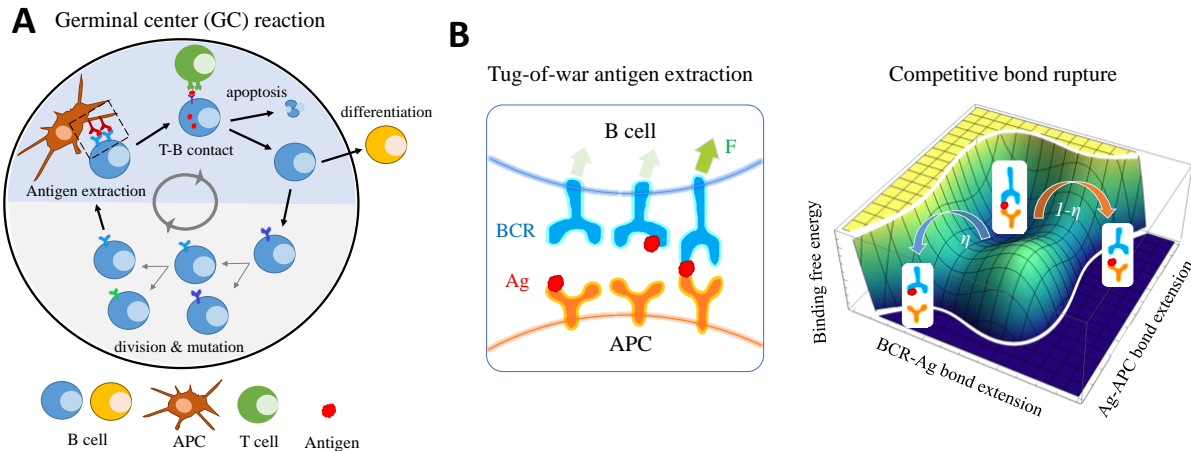 A
Germinal center (GC) reaction
apoptosis
differentiation
T-B contact
Antigen extraction
division & mutation
B cell
APC
T cell
Antigen
B
Tug-of-war antigen extraction
B cell
F
BCR
Ag
APC
Competitive bond rupture
η
1-η
Binding free energy
BCR-Ag bond extension
Ag-APC bond extension